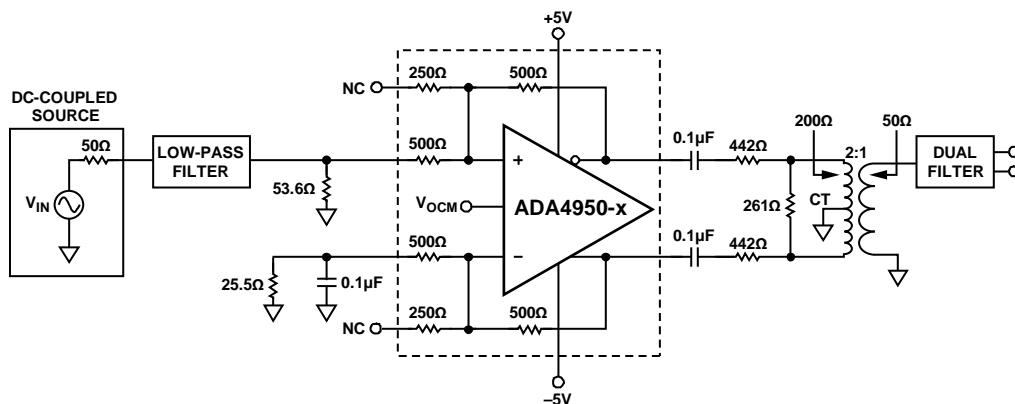 +5V
250Ω
500Ω
NC
DC-COUPLED
SOURCE
50Ω
LOW-PASS
FILTER
500Ω
0.1µF
442Ω
200Ω
50Ω
2:1
DUAL
FILTER
+
VIN
53.6Ω
VOCM
ADA4950-x
261Ω
CT
500Ω
–
0.1µF
442Ω
25.5Ω
0.1µF
250Ω
500Ω
NC
–5V